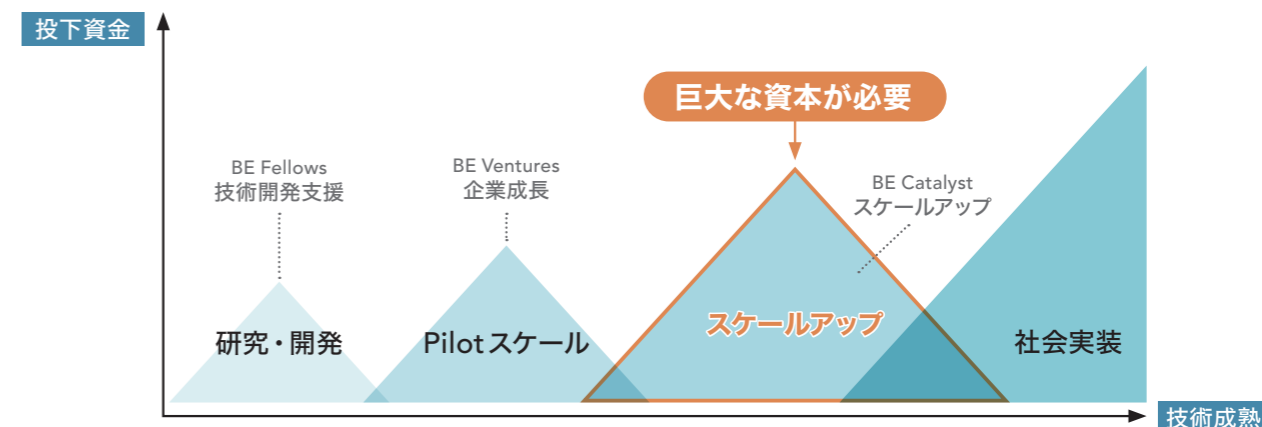 投下資金
巨大な資本が必要
BE Fellows
技術開発支援
BE Ventures
企業成長
BE Catalyst
スケールアップ
研究・開発
Pilotスケール
スケールアップ
社会実装
技術成熟